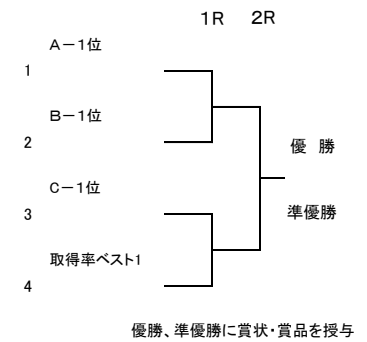 1R 2R
A－1位
1
B－1位
2
優 勝
C－1位
準優勝
3
取得率ベスト1
4
優勝、準優勝に賞状・賞品を授与